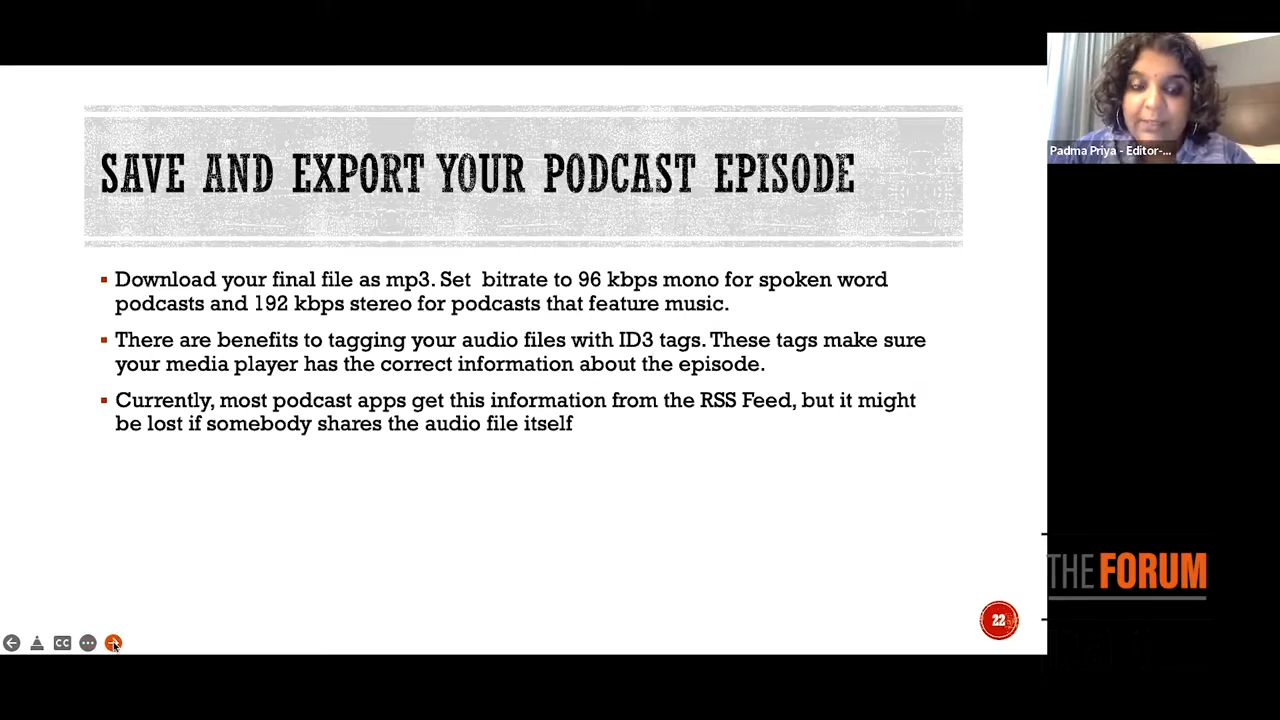 SAVE AND EXPORT YOUR PODCAST EPISODE
Download your final file as mp3. Set bitrate to 96 kbps mono for spoken word
podcasts and 192 kbps stereo for podcasts that feature music.
There are benefits to tagging your audio files with ID3 tags. These tags make sure
your media player has the correct information about the episode.
Currently, most podcast apps get this information from the RSS Feed, but it might
be lost if somebody shares the audio file itself
Padma Priya - Editor-...
THE FORUM
22
CC